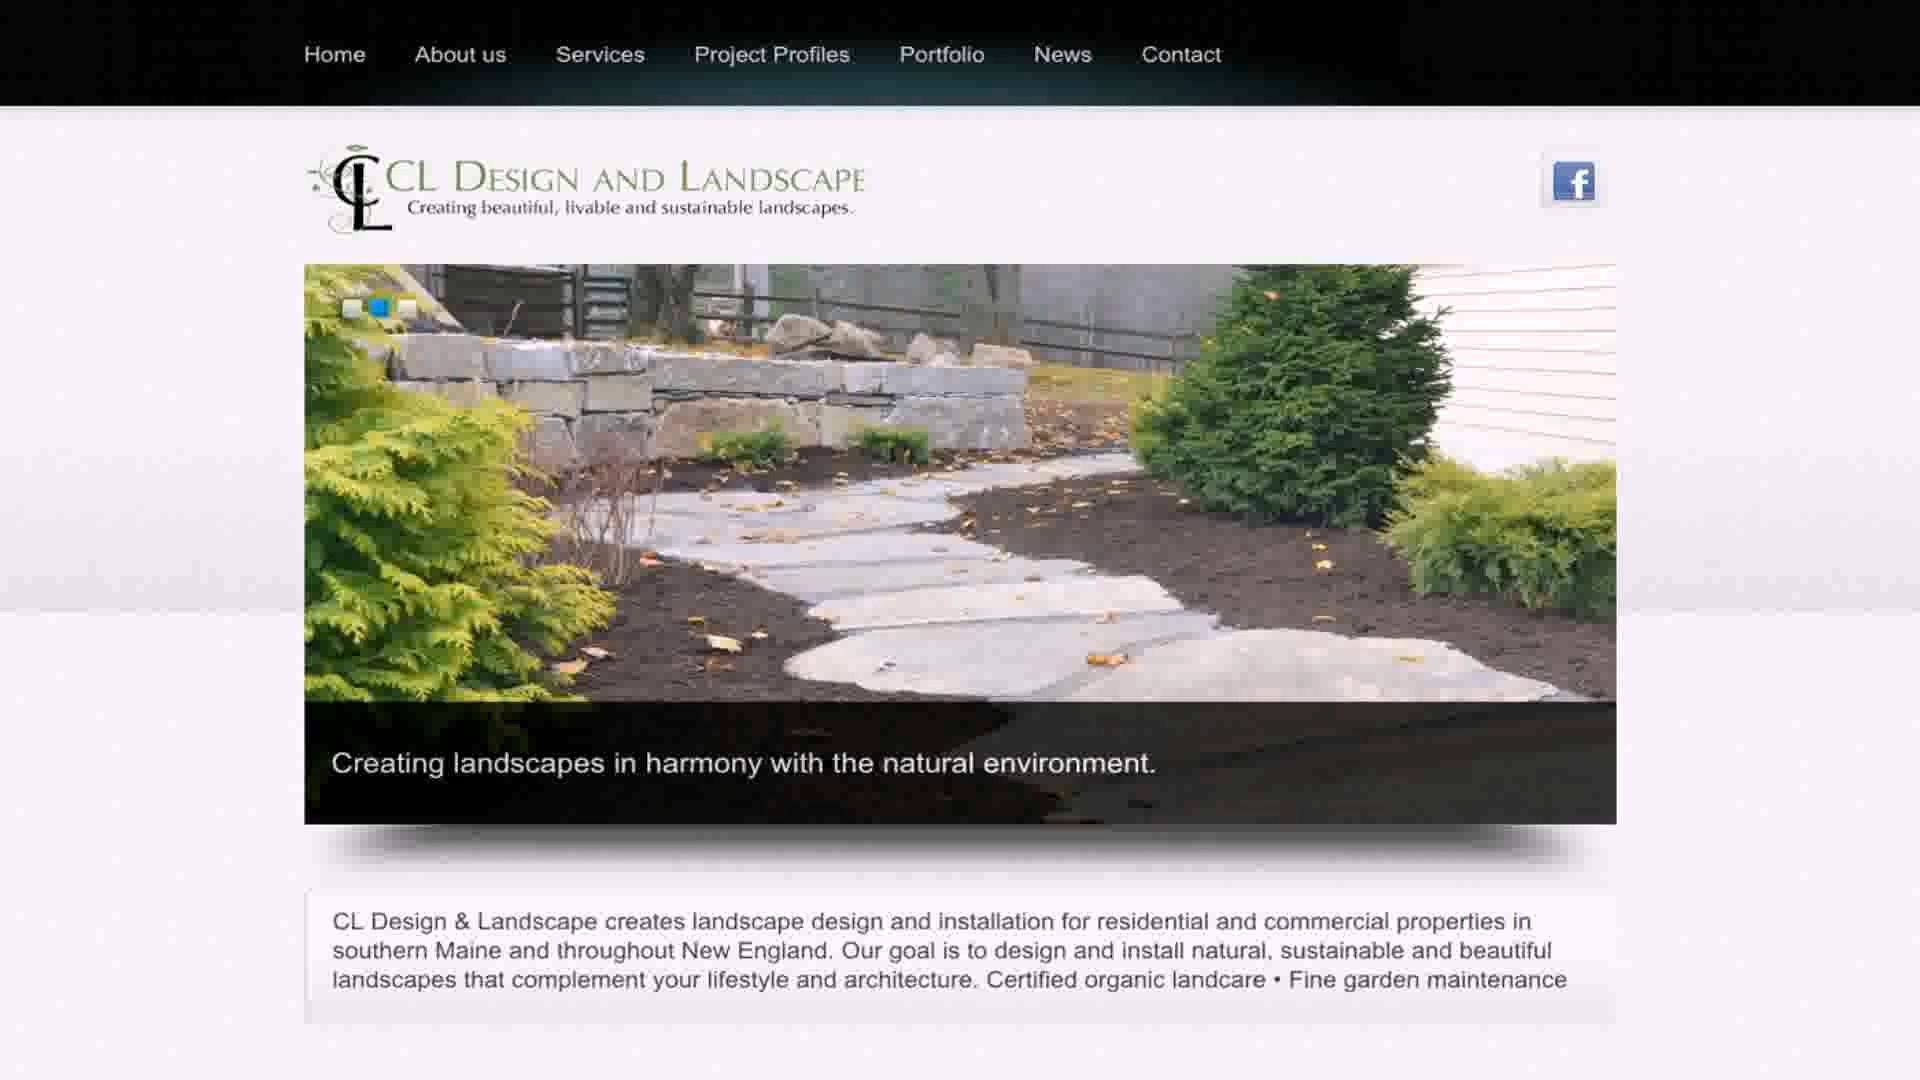 Home About us Services Project Profiles Portfolio News Contact
CL CL Design and Landscape
Creating beautiful, livable and sustainable landscapes.
f
Creating landscapes in harmony with the natural environment.
CL Design & Landscape creates landscape design and installation for residential and commercial properties in
southern Maine and throughout New England. Our goal is to design and install natural, sustainable and beautiful
landscapes that complement your lifestyle and architecture. Certified organic landcare • Fine garden maintenance